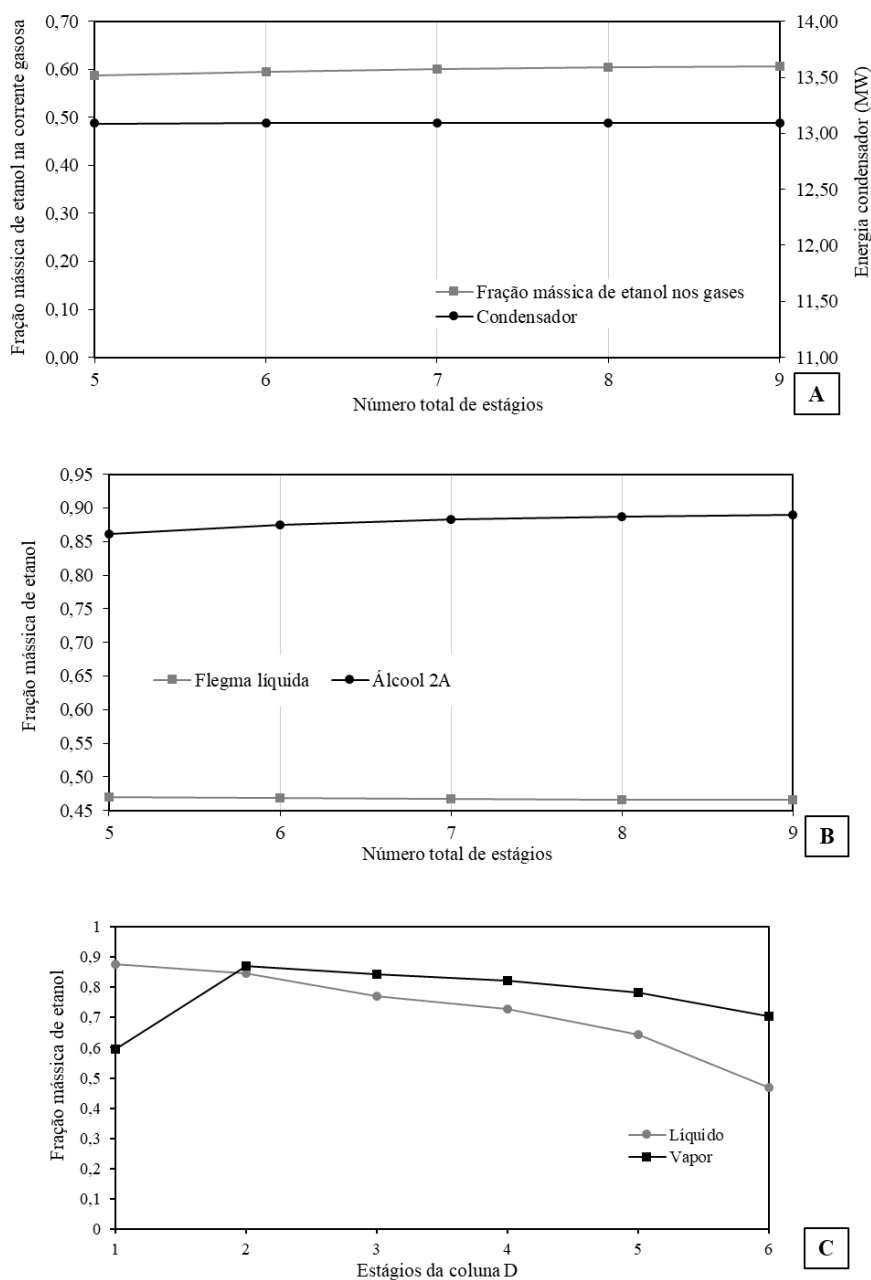 Fração mássica de etanol na corrente gasosa
0,70
0,60
0,50
0,40
0,30
0,20
0,10
0,00
14,00
13,50
13,00
12,50
12,00
11,50
11,00
Energia condensador (MW)
Fração mássica de etanol nos gases
Condensador
5 6 7 8 9
Número total de estágios
A
Fração mássica de etanol
0,95
0,90
0,85
0,80
0,75
0,70
0,65
0,60
0,55
0,50
0,45
Flegma líquida Álcool 2A
5 6 7 8 9
Número total de estágios
B
Fração mássica de etanol
1
0,9
0,8
0,7
0,6
0,5
0,4
0,3
0,2
0,1
0
Líquido
Vapor
1 2 3 4 5 6
Estágios da coluna D
C